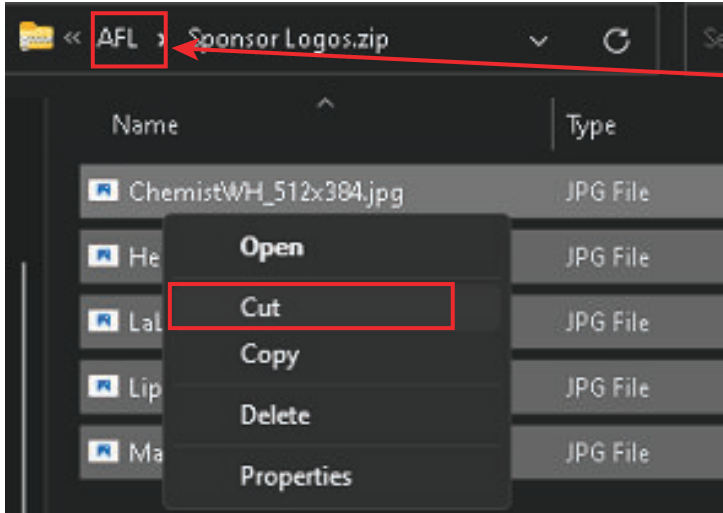 « AFL › Sponsor Logos.zip
Se
Name
Type
ChemistWH_512x384.jpg
JPG File
He
Open
JPG File
Cut
LaL
JPG File
Copy
Lip
JPG File
Delete
Ma
JPG File
Properties